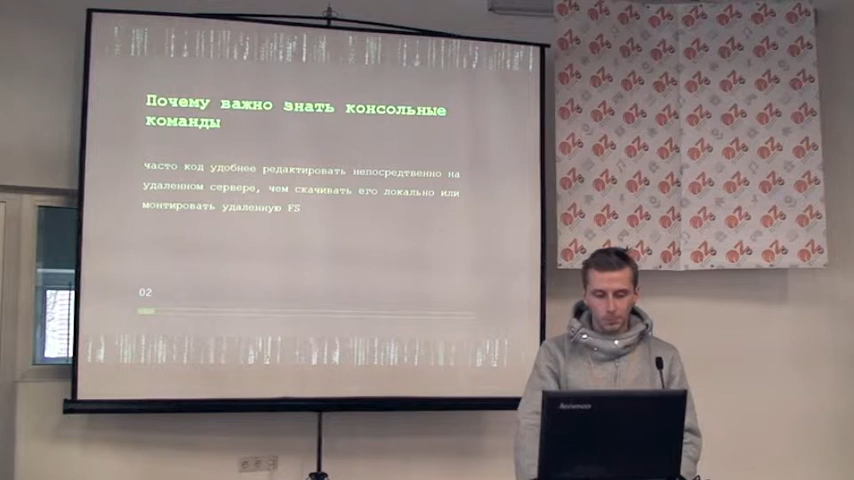 Почему важно знать консольные
команды
часто код удобнее редактировать непосредственно на
удаленном сервере, чем скачивать его локально или
монтировать удаленную FS
02
lenovo